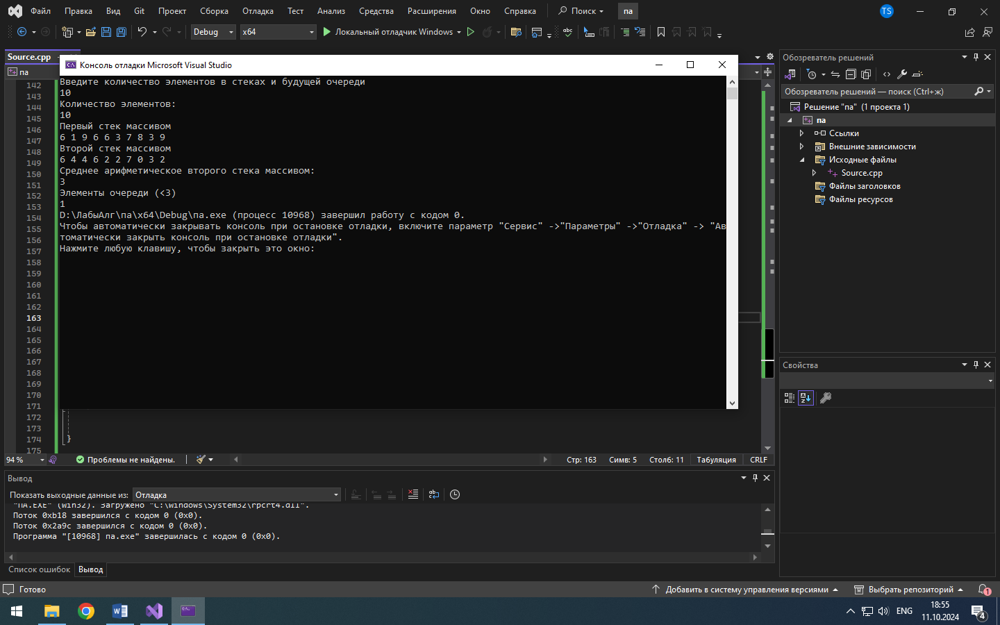 Файл Правка Вид Git Проект Сборка Отладка Тест Анализ Средства Расширения Окно Справка Поиск па TS
Debug x64 Локальный отладчик Windows
Source.cpp
па
Консоль отладки Microsoft Visual Studio
Введите количество элементов в стеках и будущей очереди
10
Количество элементов:
10
Первый стек массивом
6 1 9 6 6 3 7 8 3 9
Второй стек массивом
6 4 4 6 2 2 7 0 3 2
Среднее арифметическое второго стека массивом:
3
Элементы очереди (<3)
1
D:\ЛабыАлг\па\x64\Debug\па.exe (процесс 10968) завершил работу с кодом 0.
Чтобы автоматически закрывать консоль при остановке отладки, включите параметр "Сервис" ->"Параметры" ->"Отладка" -> "Ав
томатически закрыть консоль при остановке отладки".
Нажмите любую клавишу, чтобы закрыть это окно:
142
143
144
145
146
147
148
149
150
151
152
153
154
155
156
157
158
159
160
161
162
163
164
165
166
167
168
169
170
171
172
173
174 }
175
94 % Проблемы не найдены. Стр: 163 Симв: 5 Столб: 11 Табуляция CRLF
Вывод
Показать выходные данные из: Отладка
"ПА.EXE" (Win32). Загружено "C:\Windows\System32\rpcrt4.dll".
Поток 0xb18 завершился с кодом 0 (0x0).
Поток 0x2a9c завершился с кодом 0 (0x0).
Программа "[10968] па.exe" завершилась с кодом 0 (0x0).
Список ошибок Вывод
Обозреватель решений
Обозреватель решений — поиск (Ctrl+ж)
Решение "па" (1 проекта 1)
па
Ссылки
Внешние зависимости
Исходные файлы
Source.cpp
Файлы заголовков
Файлы ресурсов
Свойства
Готово Добавить в систему управления версиями Выбрать репозиторий 1
ENG 18:55
11.10.2024 4